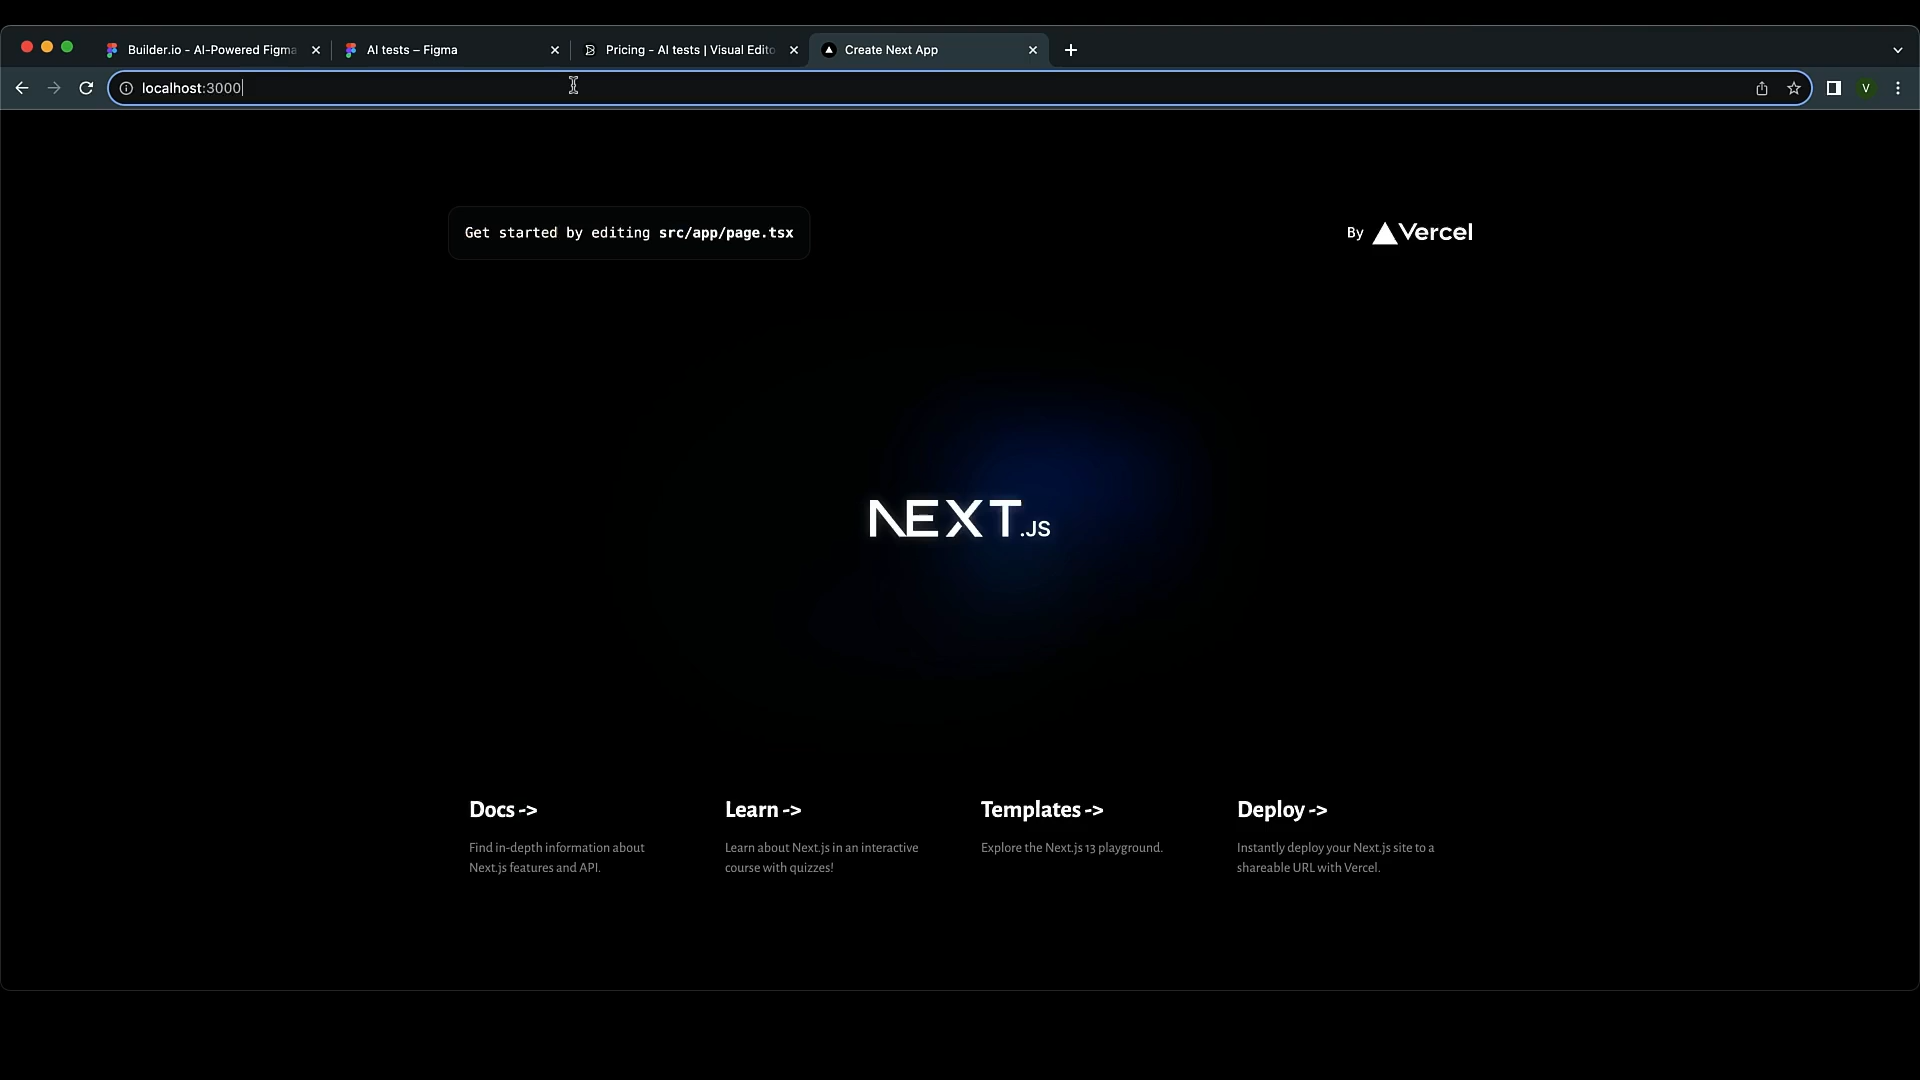 Builder.io - AI-Powered Figma
AI tests – Figma
Pricing - AI tests | Visual Edito
Create Next App
localhost:3000
V
Get started by editing src/app/page.tsx
By Vercel
NEXT.JS
Docs ->
Find in-depth information about
Next.js features and API.
Learn ->
Learn about Next.js in an interactive
course with quizzes!
Templates ->
Explore the Next.js 13 playground.
Deploy ->
Instantly deploy your Next.js site to a
shareable URL with Vercel.